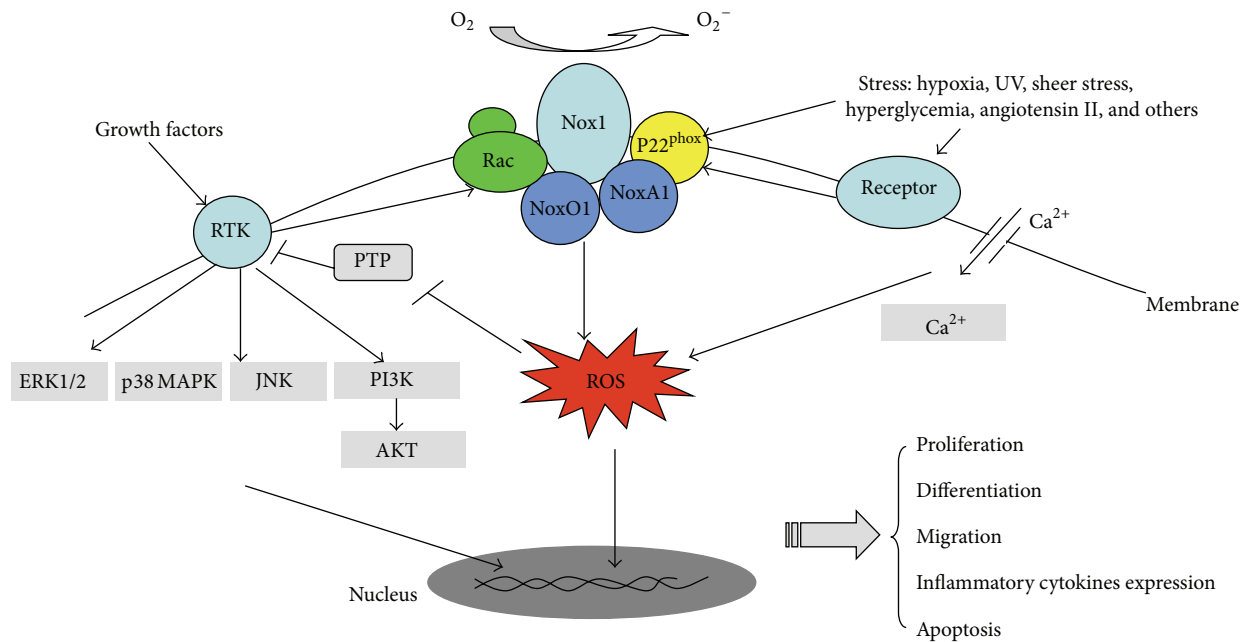 O₂
O₂⁻
Stress: hypoxia, UV, sheer stress,
hyperglycemia, angiotensin II, and others
Growth factors
Nox1
P22ᵖʰᵒˣ
Rac
NoxA1
Receptor
NoxO1
RTK
Ca²⁺
PTP
Membrane
Ca²⁺
ERK1/2
p38 MAPK
JNK
PI3K
ROS
AKT
Proliferation
Differentiation
Migration
Inflammatory cytokines expression
Apoptosis
Nucleus